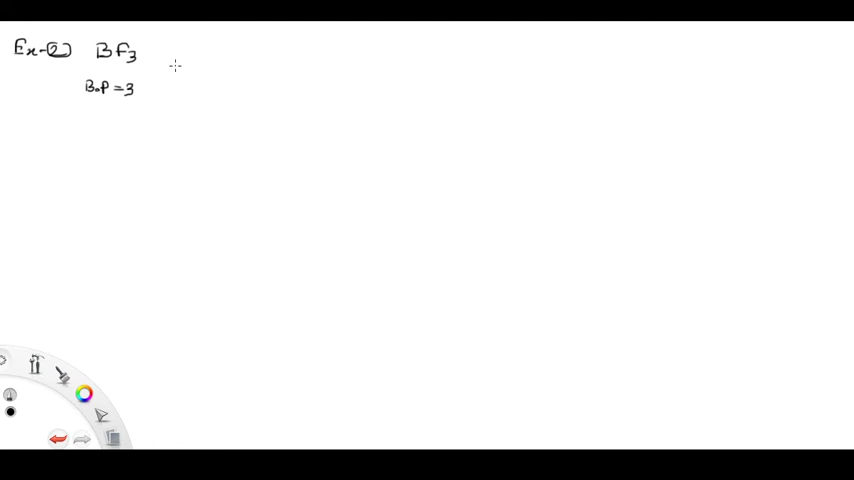 Ex-② BF3
B.P = 3